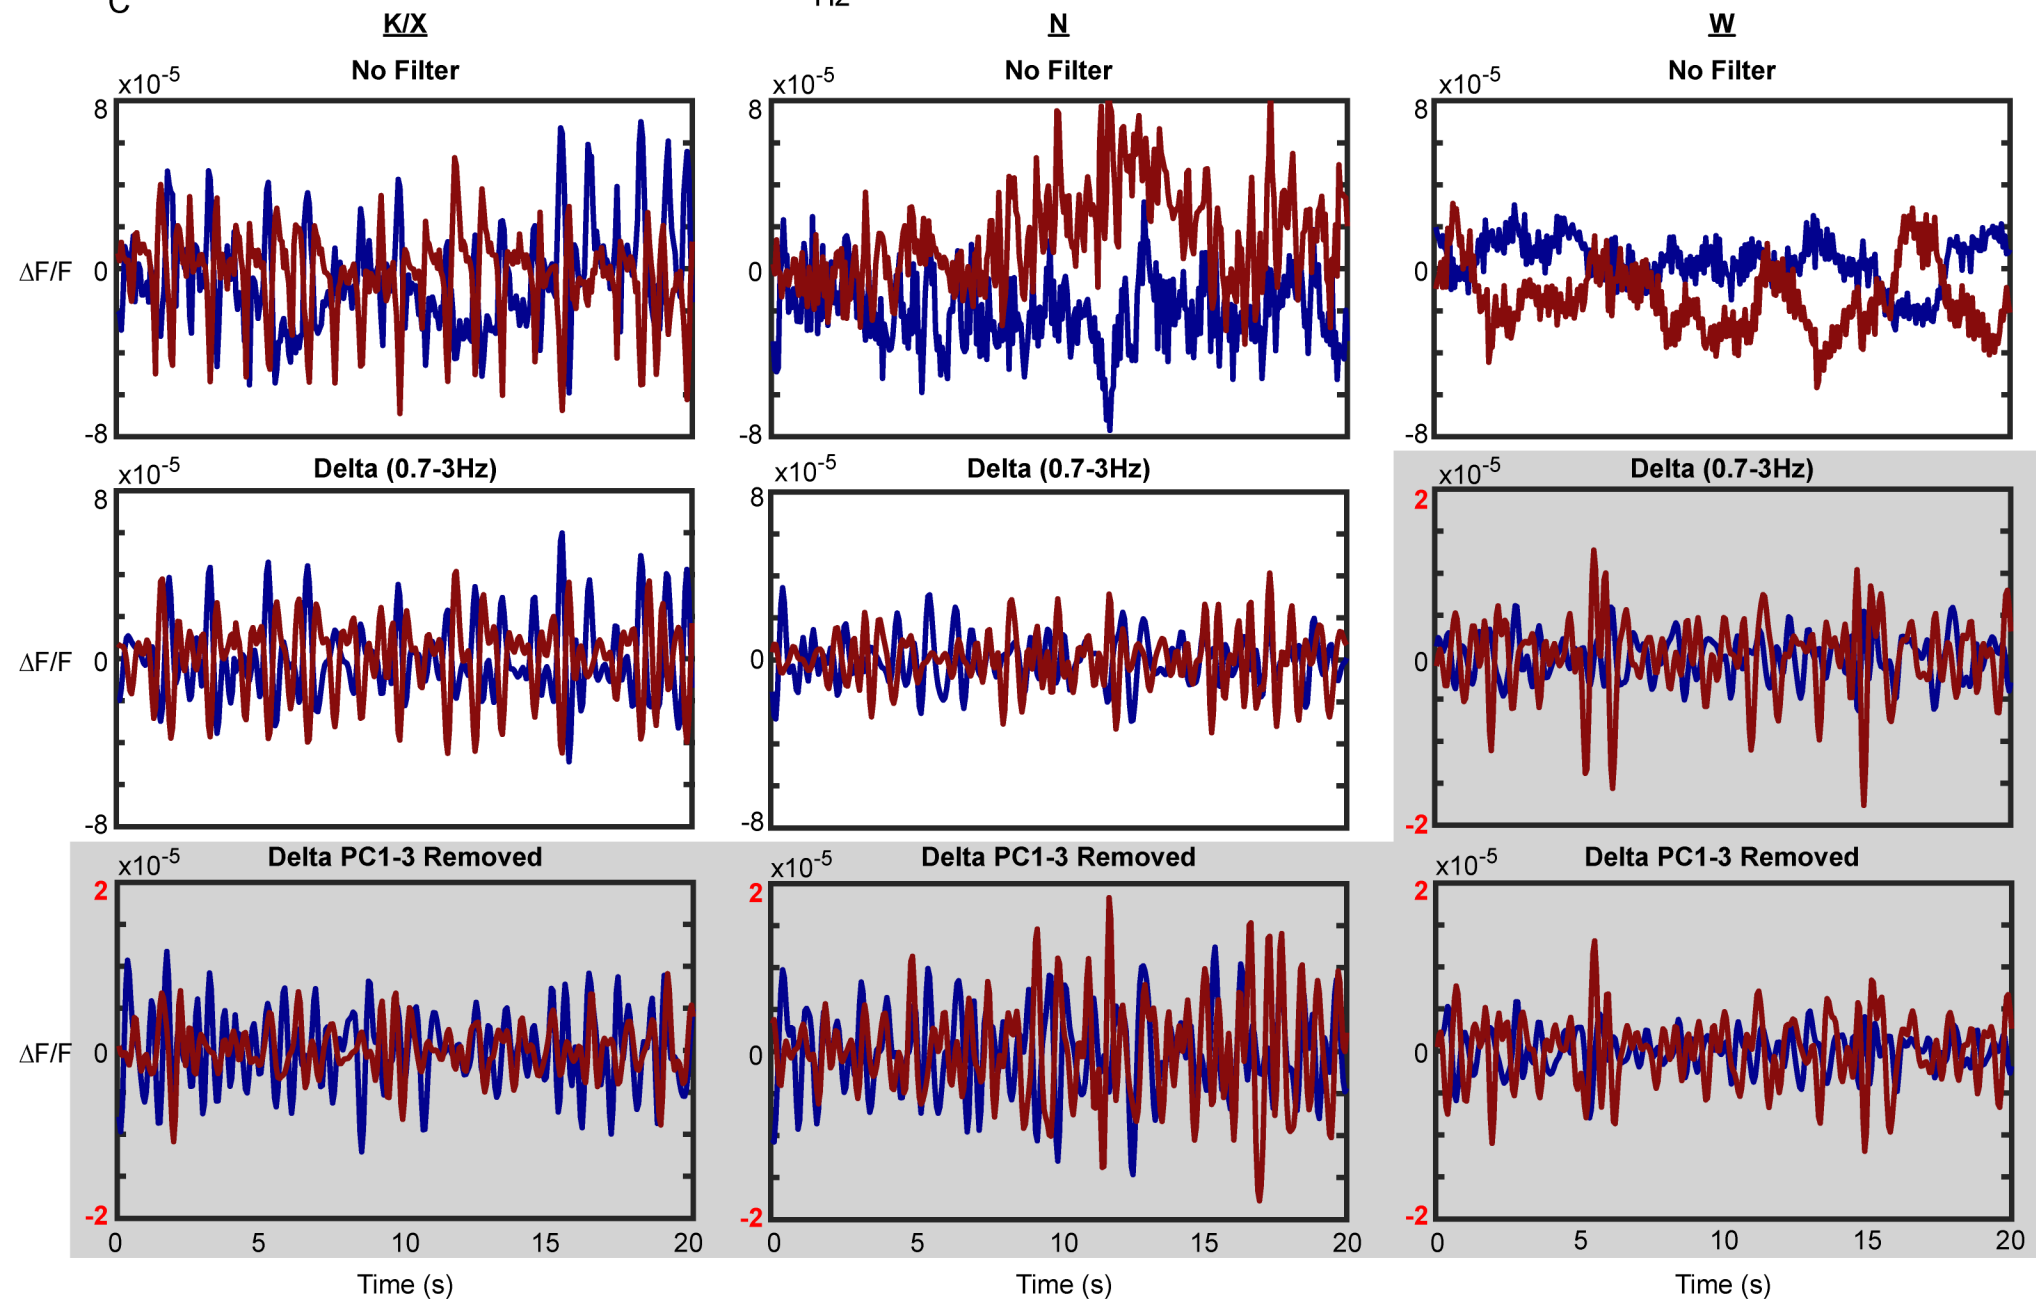 C Hz
K/X N W
No Filter No Filter No Filter
x10-5 x10-5 x10-5
8 8 8
ΔF/F 0 0 0
-8 -8 -8
Delta (0.7-3Hz) Delta (0.7-3Hz) Delta (0.7-3Hz)
x10-5 x10-5 x10-5
8 8 2
ΔF/F 0 0 0
-8 -8 -2
Delta PC1-3 Removed Delta PC1-3 Removed Delta PC1-3 Removed
x10-5 x10-5 x10-5
2 2 2
ΔF/F 0 0 0
-2 -2 -2
0 5 10 15 20 0 5 10 15 20 0 5 10 15 20
Time (s) Time (s) Time (s)